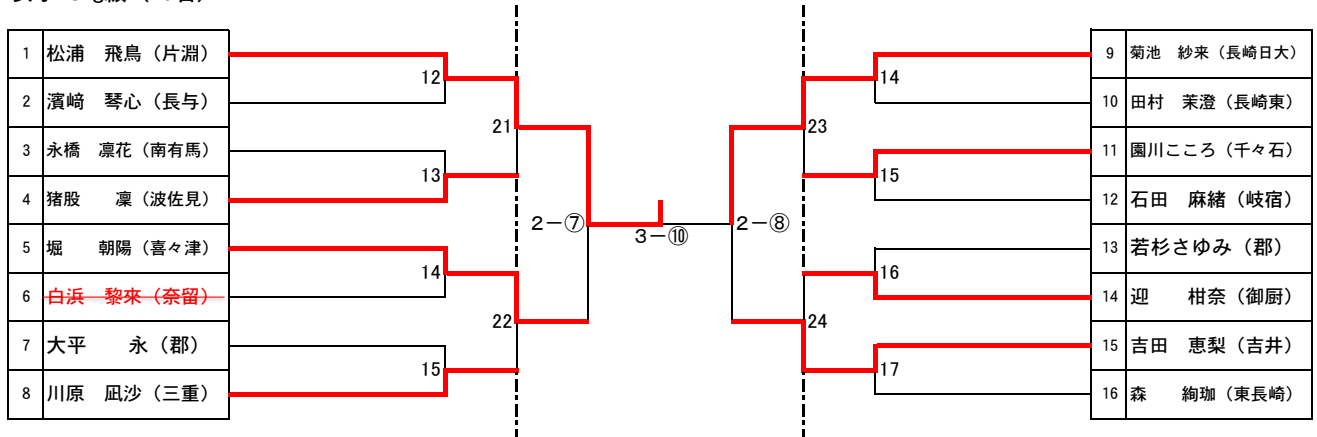 1 松浦　飛鳥（片淵）
2 濱﨑　琴心（長与）
3 永橋　凛花（南有馬）
4 猪股　　凜（波佐見）
5 堀　　朝陽（喜々津）
6 白浜　黎來（奈留）
7 大平　　永（郡）
8 川原　凪沙（三重）
12
13
14
15
21
22
2－⑦
3－⑩
2－⑧
23
24
14
15
16
17
9 菊池　紗来（長崎日大）
10 田村　茉澄（長崎東）
11 園川こころ（千々石）
12 石田　麻緒（岐宿）
13 若杉さゆみ（郡）
14 迎　　柑奈（御厨）
15 吉田　恵梨（吉井）
16 森　　絢珈（東長崎）